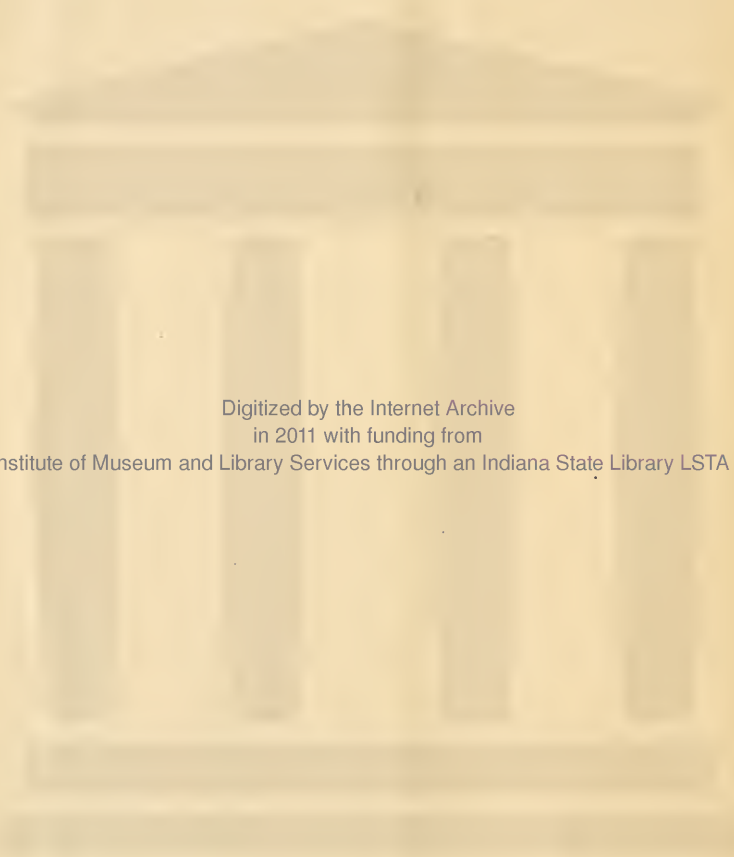 Digitized by the Internet Archive
in 2011 with funding from
nstitute of Museum and Library Services through an Indiana State Library LSTA